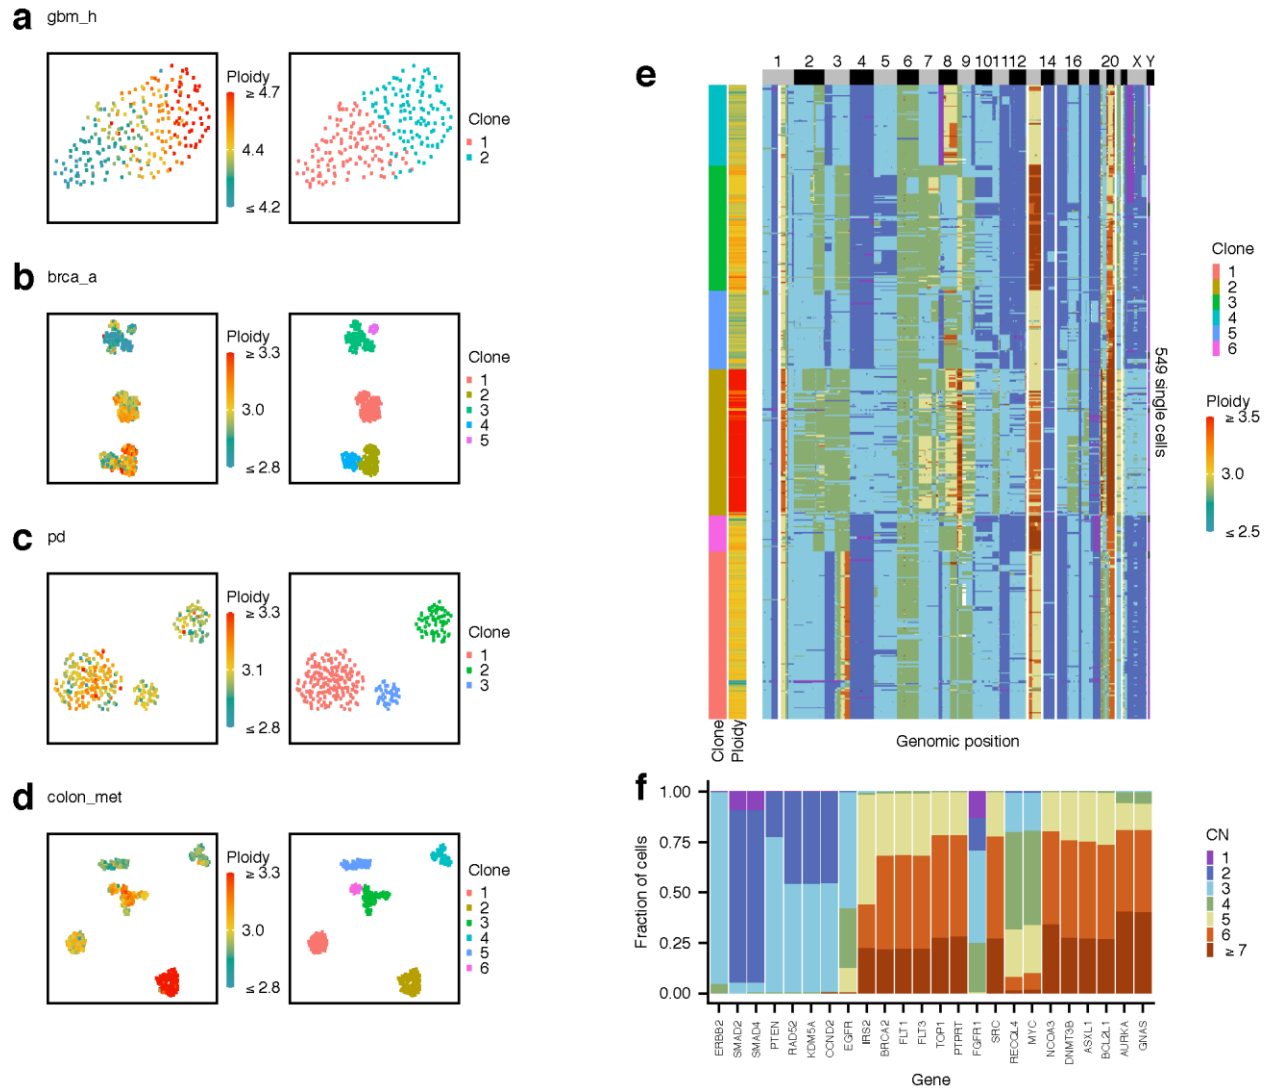 a gbm_h
Ploidy
≥ 4.7
4.4
≤ 4.2
Clone
1
2
b brca_a
Ploidy
≥ 3.3
3.0
≤ 2.8
Clone
1
2
3
4
5
c pd
Ploidy
≥ 3.3
3.1
≤ 2.8
Clone
1
2
3
d colon_met
Ploidy
≥ 3.3
3.0
≤ 2.8
Clone
1
2
3
4
5
6
e
1 2 3 4 5 6 7 8 9 10 11 12 14 16 20 X Y
549 single cells
Clone
Ploidy
Genomic position
Clone
1
2
3
4
5
6
Ploidy
≥ 3.5
3.0
≤ 2.5
f
Fraction of cells
1.00
0.75
0.50
0.25
0.00
ERBB2 SMAD2 SMAD4 PTEN RAD52 KDM5A CCND2 EGFR IRS2 BRCA2 FLT1 FLT3 TOP1 PTPRT FGFR1 SRC RECQL4 MYC NCOA3 DNMT3B ASXL1 BCL2L1 AURKA GNAS
Gene
CN
1
2
3
4
5
6
≥ 7